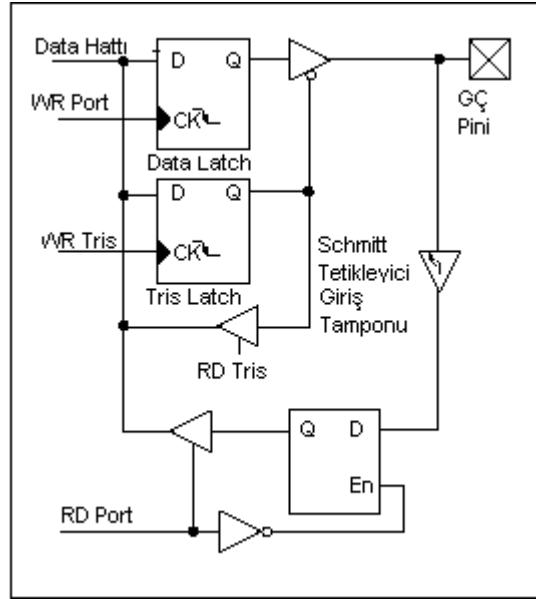 Data Hattı
D Q
WR Port
CK
Data Latch
GÇ
Pini
D Q
WR Tris
CK
Tris Latch
Schmitt
Tetikleyici
Giriş
Tamponu
RD Tris
Q D
En
RD Port